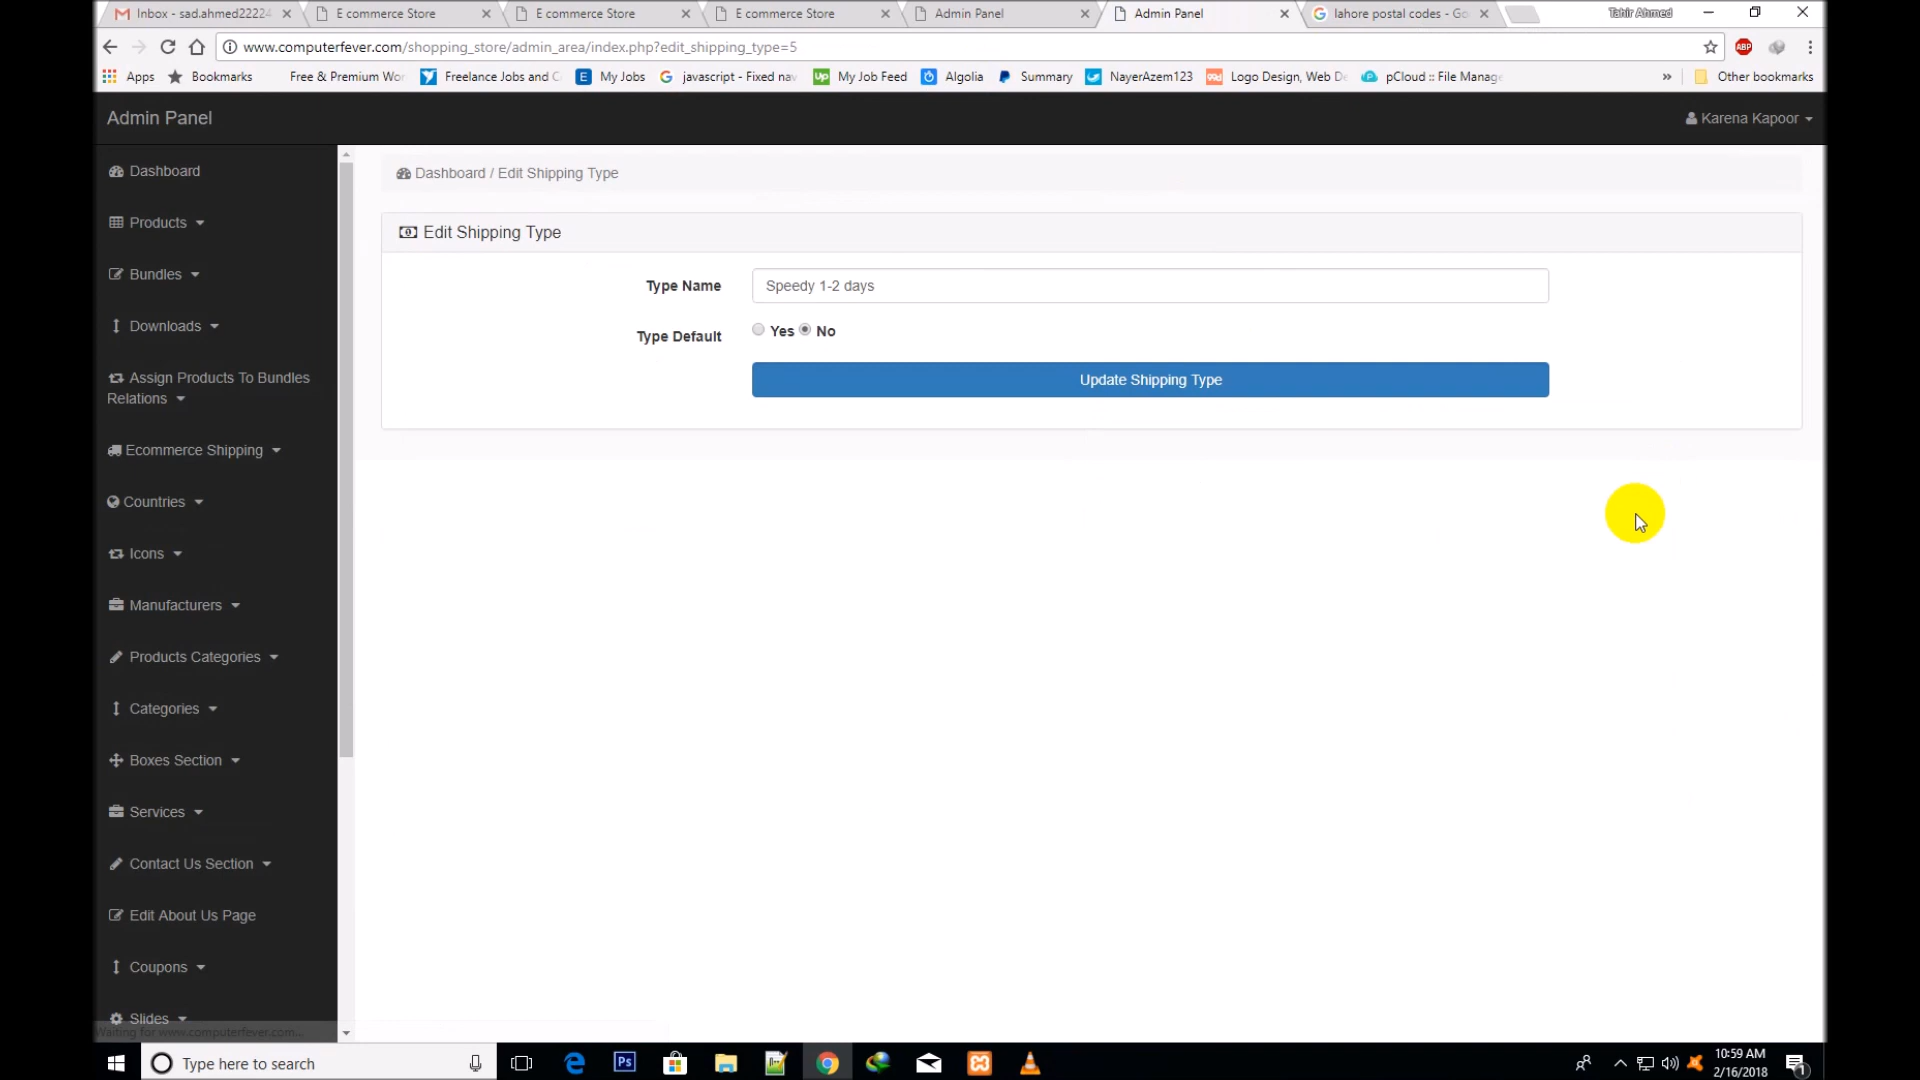 Inbox - sad.ahmed22224
E commerce Store
E commerce Store
E commerce Store
Admin Panel
Admin Panel
lahore postal codes - Go
Tahir Ahmed
www.computerfever.com/shopping_store/admin_area/index.php?edit_shipping_type=5
ABP
Apps
Bookmarks
Free & Premium Wor
Freelance Jobs and C
My Jobs
javascript - Fixed nav
My Job Feed
Algolia
Summary
NayerAzem123
Logo Design, Web De
pCloud :: File Manage
»
Other bookmarks
Admin Panel
Karena Kapoor
Dashboard
Products
Bundles
Downloads
Assign Products To Bundles
Relations
Ecommerce Shipping
Countries
Icons
Manufacturers
Products Categories
Categories
Boxes Section
Services
Contact Us Section
Edit About Us Page
Coupons
Slides
Waiting for www.computerfever.com...
Dashboard / Edit Shipping Type
Edit Shipping Type
Type Name
Speedy 1-2 days
Type Default
Yes No
Update Shipping Type
Type here to search
Ps
10:59 AM
2/16/2018